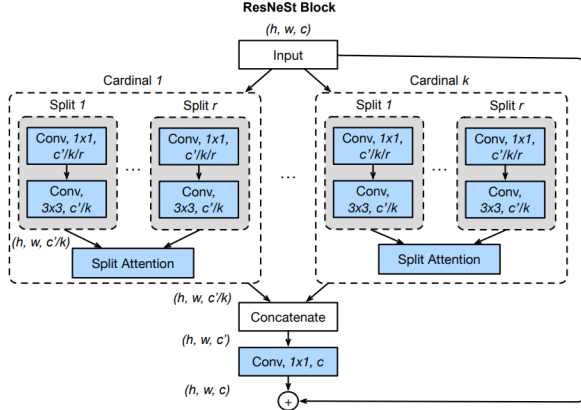 ResNeSt Block
(h, w, c)
Input
Cardinal 1
Cardinal k
Split 1
Split r
Split 1
Split r
Conv, 1x1,
c'/k/r
Conv, 1x1,
c'/k/r
Conv, 1x1,
c'/k/r
Conv, 1x1,
c'/k/r
...
...
...
Conv,
3x3, c'/k
Conv,
3x3, c'/k
Conv,
3x3, c'/k
Conv,
3x3, c'/k
(h, w, c'/k)
Split Attention
Split Attention
(h, w, c'/k)
Concatenate
(h, w, c')
Conv, 1x1, c
(h, w, c)
+